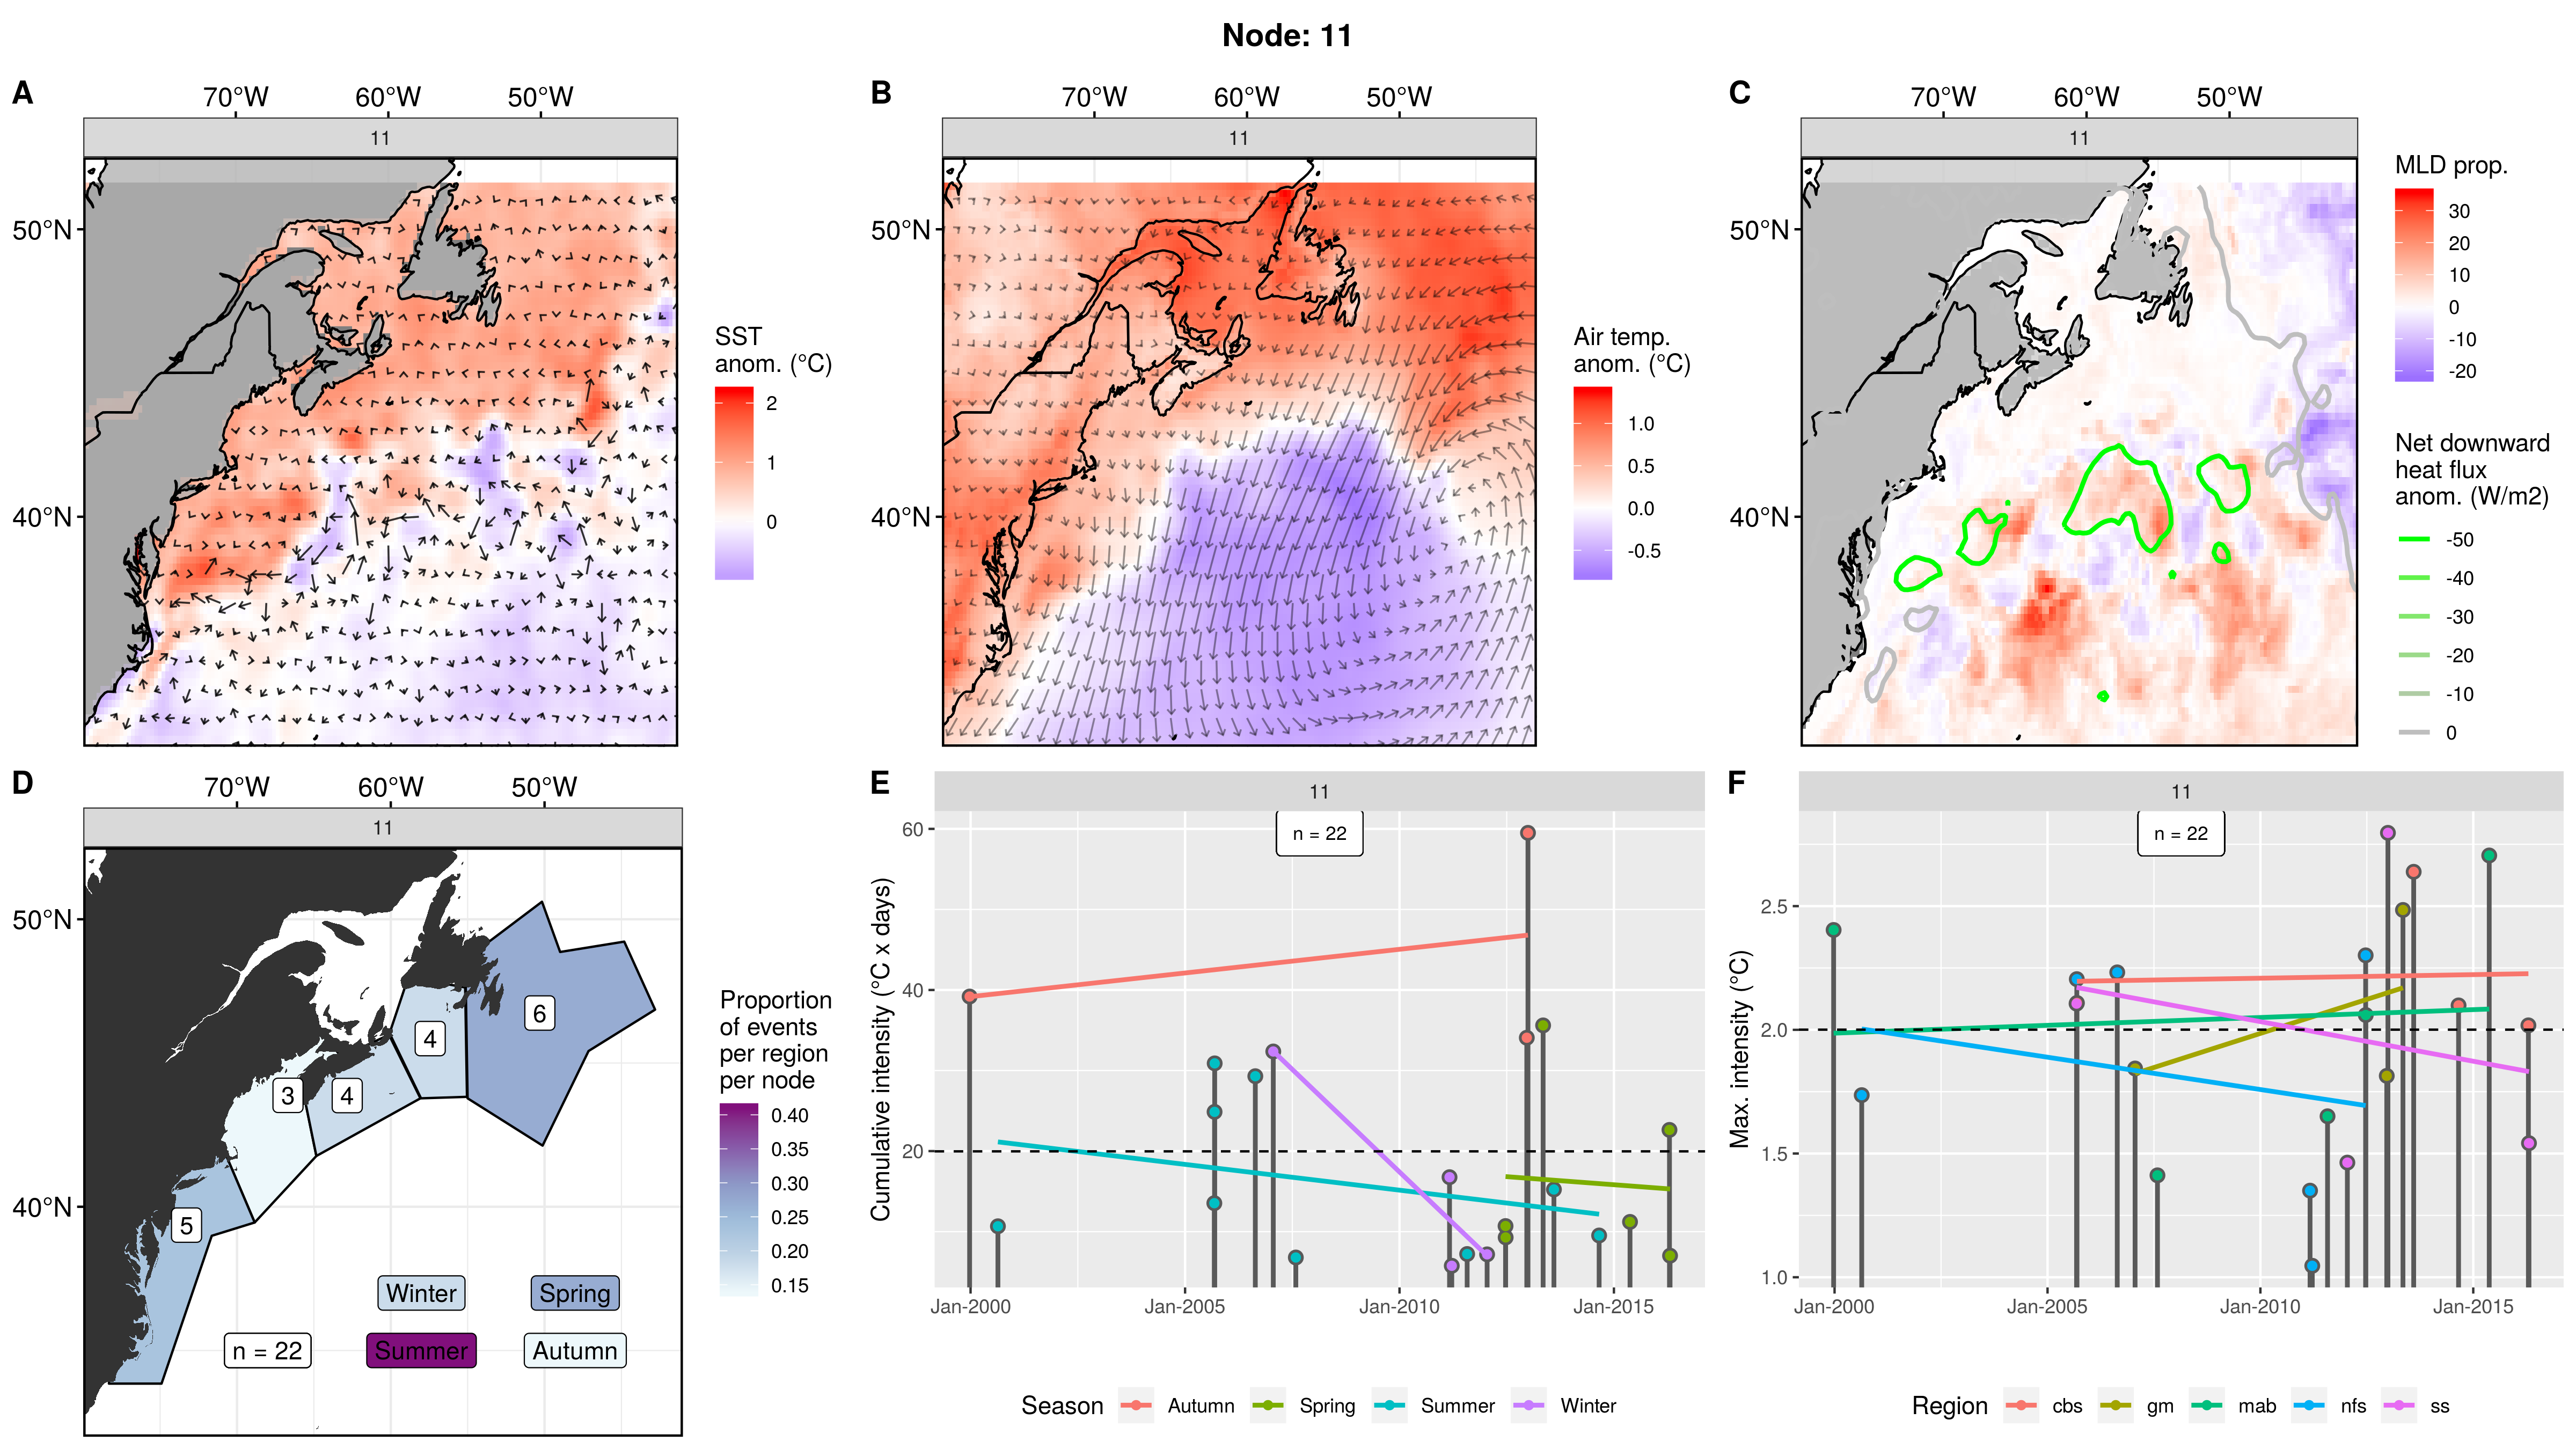 Node: 11
A
70°W 60°W 50°W
11
50°N
40°N
SST
anom. (°C)
2
1
0
B
70°W 60°W 50°W
11
50°N
40°N
Air temp.
anom. (°C)
1.0
0.5
0.0
-0.5
C
70°W 60°W 50°W
11
50°N
40°N
MLD prop.
30
20
10
0
-10
-20
Net downward
heat flux
anom. (W/m2)
-50
-40
-30
-20
-10
0
D
70°W 60°W 50°W
11
50°N
40°N
6
4
3
4
5
Winter
Spring
n = 22
Summer
Autumn
Proportion
of events
per region
per node
0.40
0.35
0.30
0.25
0.20
0.15
E
11
n = 22
Cumulative intensity (°C x days)
60
40
20
Jan-2000 Jan-2005 Jan-2010 Jan-2015
Season Autumn Spring Summer Winter
F
11
n = 22
Max. intensity (°C)
2.5
2.0
1.5
1.0
Jan-2000 Jan-2005 Jan-2010 Jan-2015
Region cbs gm mab nfs ss